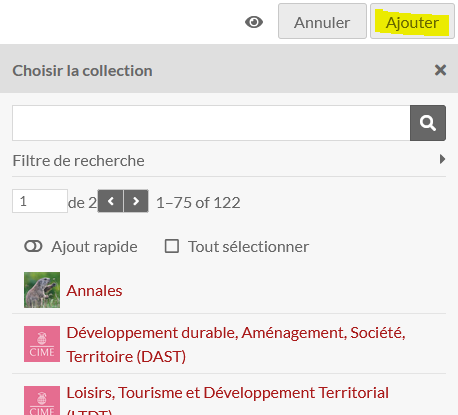 Annuler Ajouter
Choisir la collection
Filtre de recherche
1 de 2 1–75 of 122
Ajout rapide Tout sélectionner
Annales
Développement durable, Aménagement, Société,
CIME Territoire (DAST)
Loisirs, Tourisme et Développement Territorial
CIME (LTDT)